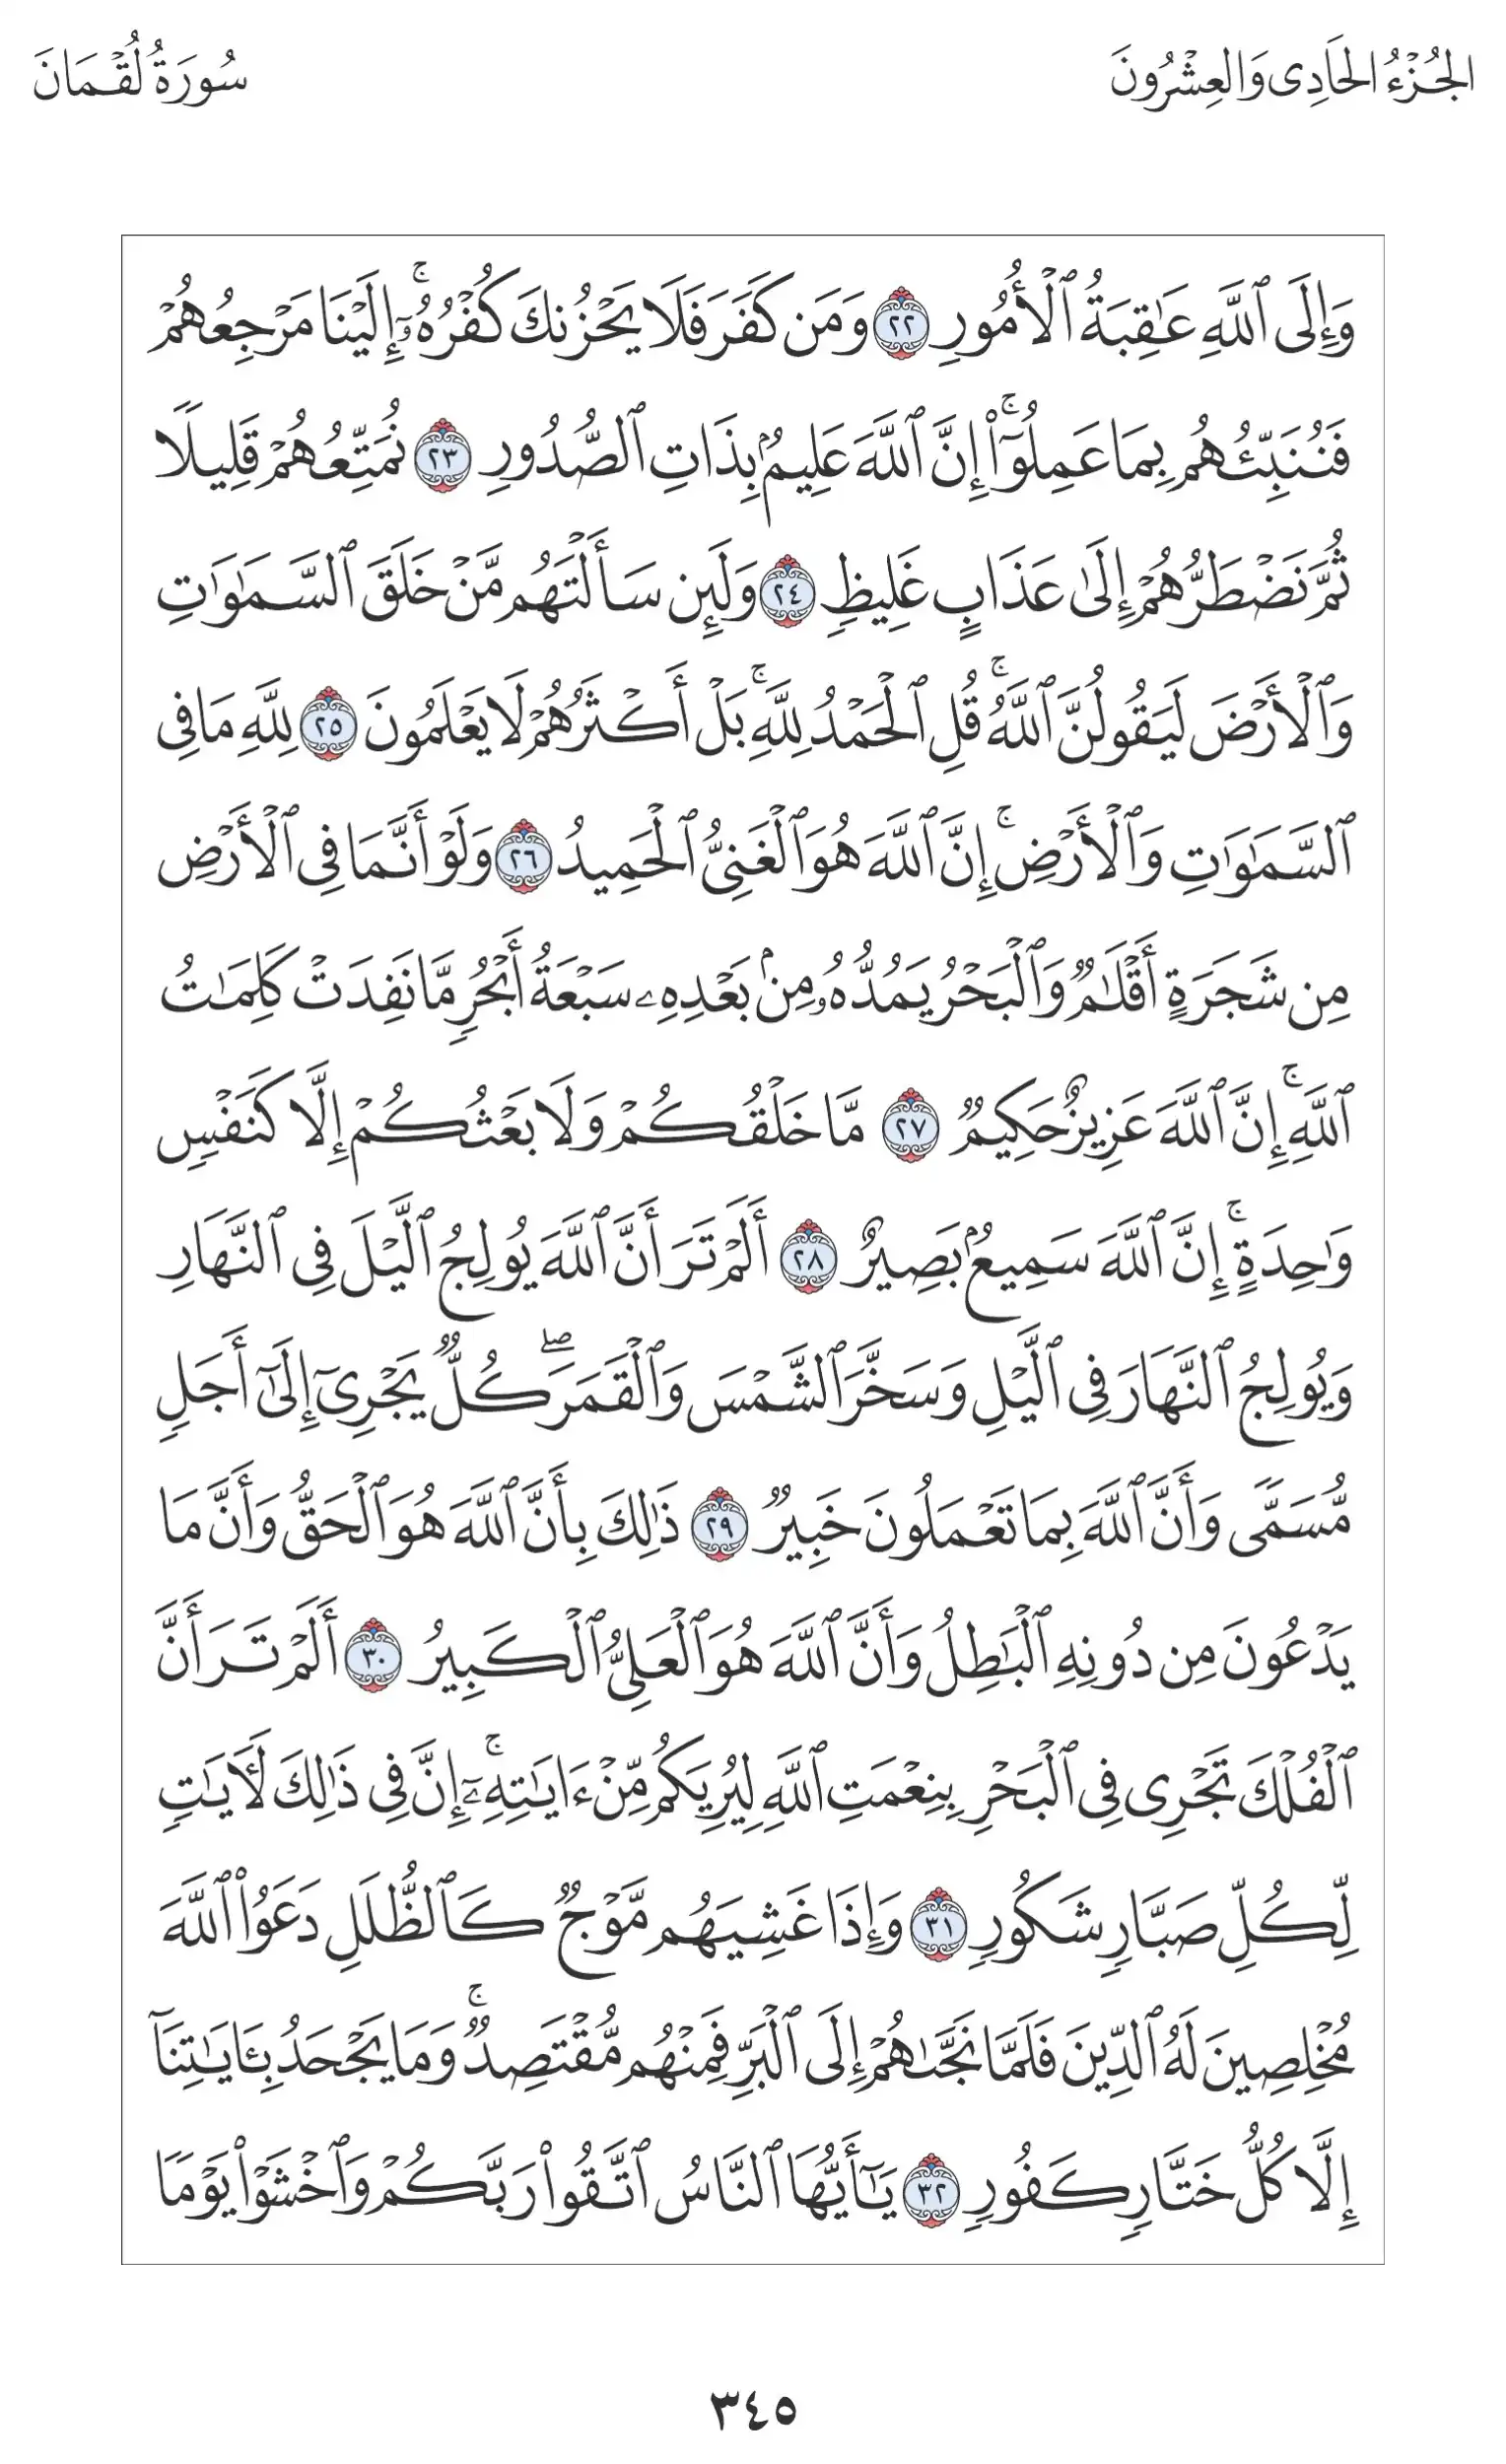 الجُزْءُ الحَادِى وَالعِشْرُونَ
سُورَةُ لُقْمَانَ
وَإِلَى ٱللَّهِ عَٰقِبَةُ ٱلْأُمُورِ ٢٢ وَمَن كَفَرَ فَلَا يَحْزُنكَ كُفْرُهُۥٓۚ إِلَيْنَا مَرْجِعُهُمْ
فَنُنَبِّئُهُم بِمَا عَمِلُوٓا۟ۚ إِنَّ ٱللَّهَ عَلِيمٌۢ بِذَاتِ ٱلصُّدُورِ ٢٣ نُمَتِّعُهُمْ قَلِيلًا
ثُمَّ نَضْطَرُّهُمْ إِلَىٰ عَذَابٍ غَلِيظٍ ٢٤ وَلَئِن سَأَلْتَهُم مَّنْ خَلَقَ ٱلسَّمَٰوَٰتِ
وَٱلْأَرْضَ لَيَقُولُنَّ ٱللَّهُۚ قُلِ ٱلْحَمْدُ لِلَّهِۚ بَلْ أَكْثَرُهُمْ لَا يَعْلَمُونَ ٢٥ لِلَّهِ مَا فِى
ٱلسَّمَٰوَٰتِ وَٱلْأَرْضِۚ إِنَّ ٱللَّهَ هُوَ ٱلْغَنِىُّ ٱلْحَمِيدُ ٢٦ وَلَوْ أَنَّمَا فِى ٱلْأَرْضِ
مِن شَجَرَةٍ أَقْلَٰمٌ وَٱلْبَحْرُ يَمُدُّهُۥ مِنۢ بَعْدِهِۦ سَبْعَةُ أَبْحُرٍ مَّا نَفِدَتْ كَلِمَٰتُ
ٱللَّهِۚ إِنَّ ٱللَّهَ عَزِيزٌ حَكِيمٌ ٢٧ مَّا خَلْقُكُمْ وَلَا بَعْثُكُمْ إِلَّا كَنَفْسٍ
وَٰحِدَةٍۚ إِنَّ ٱللَّهَ سَمِيعٌۢ بَصِيرٌ ٢٨ أَلَمْ تَرَ أَنَّ ٱللَّهَ يُولِجُ ٱلَّيْلَ فِى ٱلنَّهَارِ
وَيُولِجُ ٱلنَّهَارَ فِى ٱلَّيْلِ وَسَخَّرَ ٱلشَّمْسَ وَٱلْقَمَرَۖ كُلٌّ يَجْرِىٓ إِلَىٰٓ أَجَلٍ
مُّسَمًّى وَأَنَّ ٱللَّهَ بِمَا تَعْمَلُونَ خَبِيرٌ ٢٩ ذَٰلِكَ بِأَنَّ ٱللَّهَ هُوَ ٱلْحَقُّ وَأَنَّ مَا
يَدْعُونَ مِن دُونِهِ ٱلْبَٰطِلُ وَأَنَّ ٱللَّهَ هُوَ ٱلْعَلِىُّ ٱلْكَبِيرُ ٣٠ أَلَمْ تَرَ أَنَّ
ٱلْفُلْكَ تَجْرِى فِى ٱلْبَحْرِ بِنِعْمَتِ ٱللَّهِ لِيُرِيَكُم مِّنْ ءَايَٰتِهِۦٓۚ إِنَّ فِى ذَٰلِكَ لَءَايَٰتٍ
لِّكُلِّ صَبَّارٍ شَكُورٍ ٣١ وَإِذَا غَشِيَهُم مَّوْجٌ كَٱلظُّلَلِ دَعَوُا۟ ٱللَّهَ
مُخْلِصِينَ لَهُ ٱلدِّينَ فَلَمَّا نَجَّىٰهُمْ إِلَى ٱلْبَرِّ فَمِنْهُم مُّقْتَصِدٌۚ وَمَا يَجْحَدُ بِـَٔايَٰتِنَآ
إِلَّا كُلُّ خَتَّارٍ كَفُورٍ ٣٢ يَٰٓأَيُّهَا ٱلنَّاسُ ٱتَّقُوا۟ رَبَّكُمْ وَٱخْشَوْا۟ يَوْمًا
٣٤٥